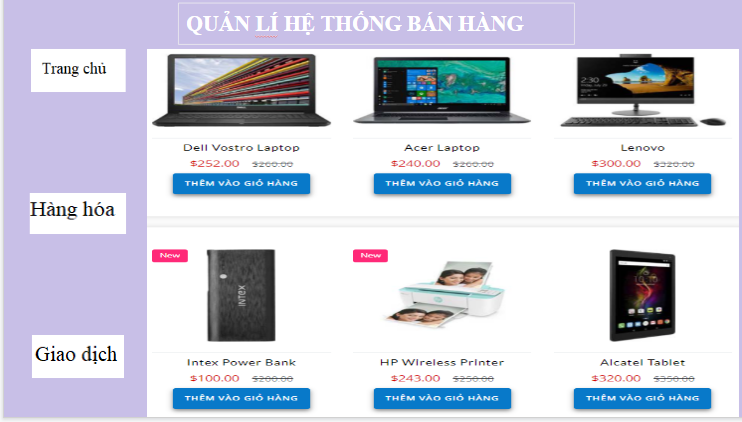 QUẢN LÍ HỆ THỐNG BÁN HÀNG
Trang chủ
Hàng hóa
Giao dịch
Dell Vostro Laptop
$252.00 $260.00
THÊM VÀO GIỎ HÀNG
Acer Laptop
$240.00 $260.00
THÊM VÀO GIỎ HÀNG
Lenovo
$300.00 $320.00
THÊM VÀO GIỎ HÀNG
New
INTEX
Intex Power Bank
$100.00 $200.00
THÊM VÀO GIỎ HÀNG
New
HP Wireless Printer
$243.00 $250.00
THÊM VÀO GIỎ HÀNG
Alcatel Tablet
$320.00 $350.00
THÊM VÀO GIỎ HÀNG